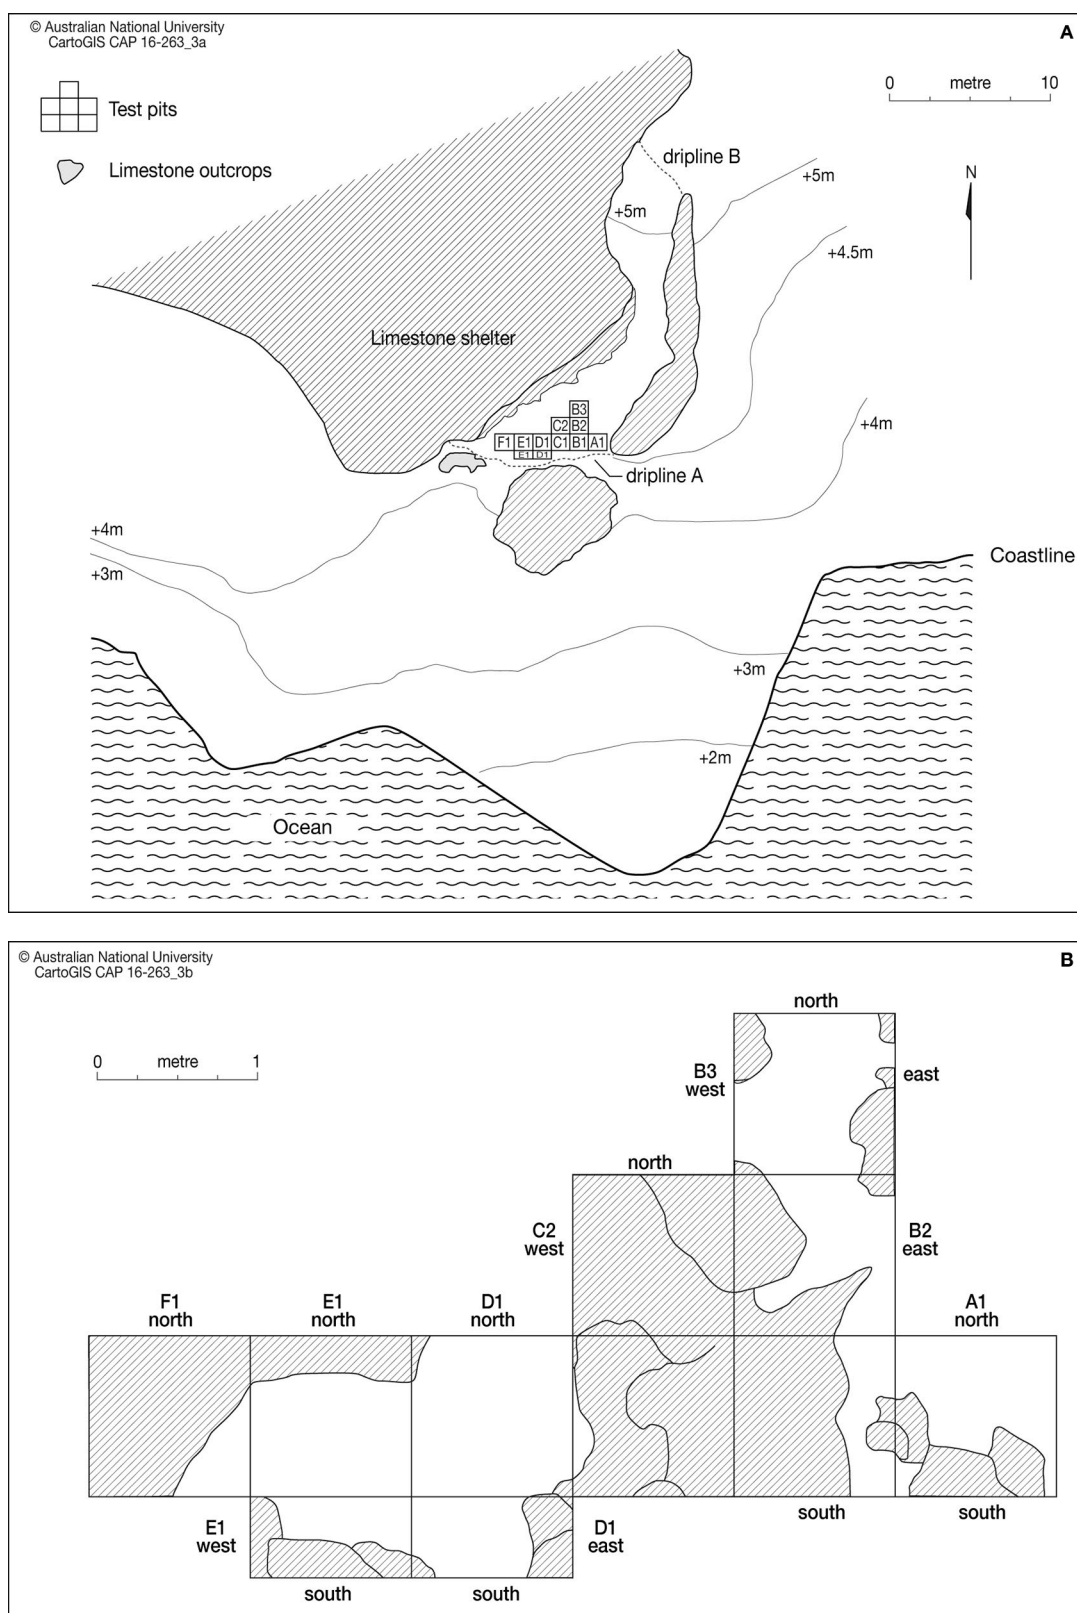 © Australian National University
CartoGIS CAP 16-263_3a
A
0 metre 10
Test pits
Limestone outcrops
dripline B
N
+5m
+5m
+4.5m
Limestone shelter
B3
C2 B2
F1 E1 D1 C1 B1 A1
E1 D1
+4m
dripline A
+4m
+3m
Coastline
+3m
+2m
Ocean
© Australian National University
CartoGIS CAP 16-263_3b
B
north
0 metre 1
B3
west
east
north
C2
west
B2
east
F1
north
E1
north
D1
north
A1
north
south
south
E1
west
D1
east
south
south